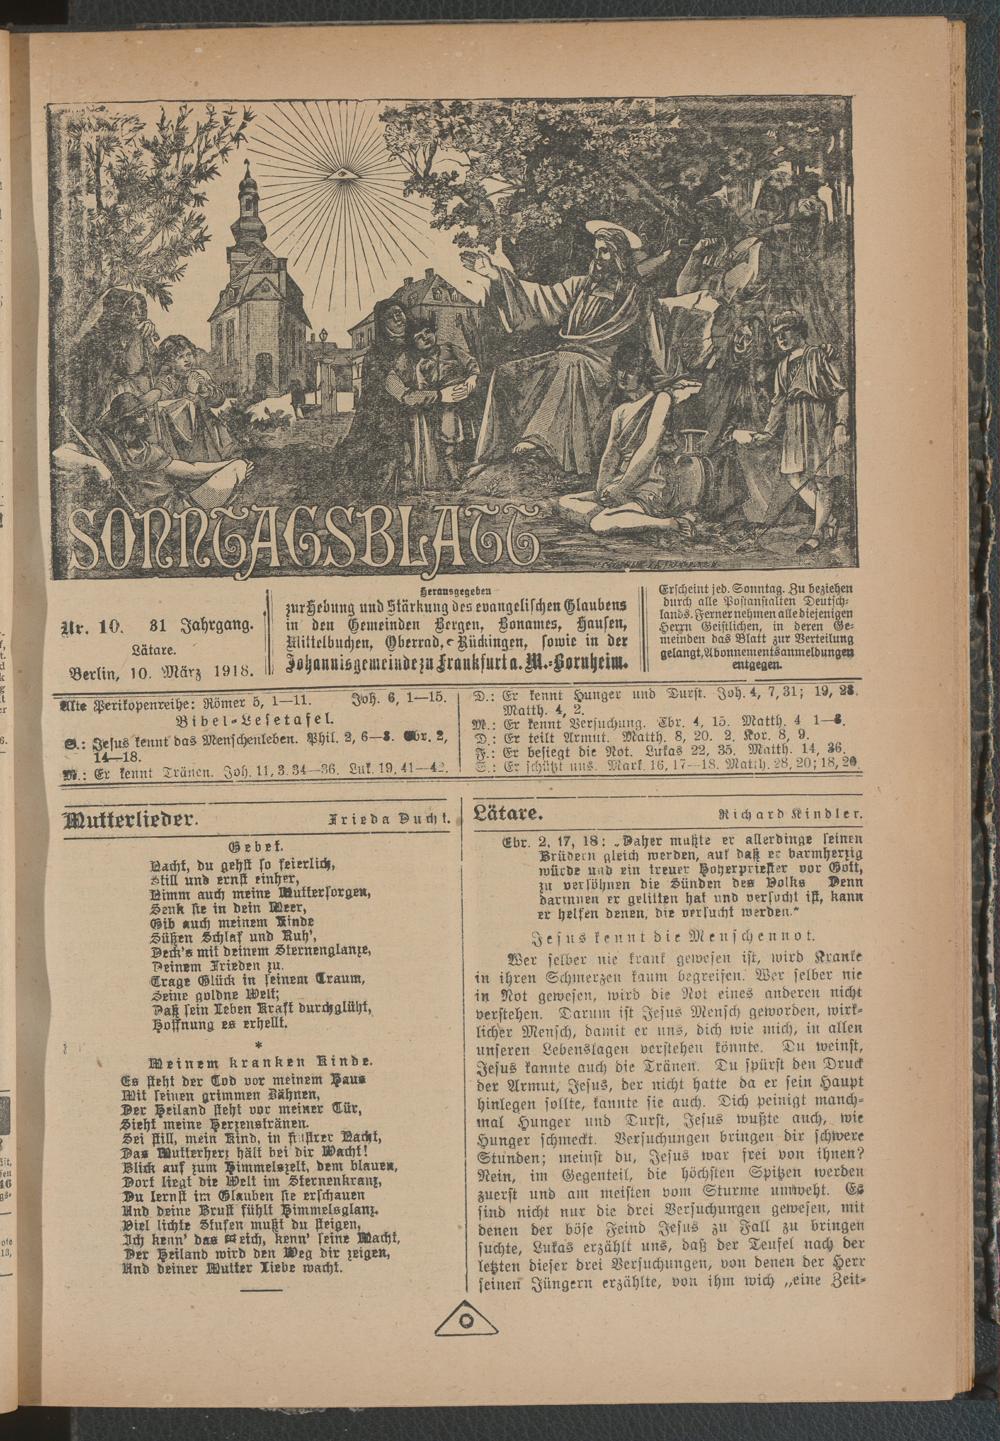 SONNTAGSBLATT
Nr. 10. 31 Jahrgang.
Lätare.
Berlin, 10. März 1918.
Herausgegeben
zur Hebung und Stärkung des evangelischen Glaubens
in den Gemeinden Bergen, Bonames, Hausen,
Mittelbuchen, Oberrad, Rückingen, sowie in der
Johannisgemeinde zu Frankfurt a. M.-Bornheim.
Erscheint jed. Sonntag. Zu beziehen
durch alle Postanstalten Deutsch-
lands. Ferner nehmen alle diejenigen
Herrn Geistlichen, in deren Ge-
meinden das Blatt zur Verteilung
gelangt, Abonnementsanmeldungen
entgegen.
Alte Perikopenreihe: Römer 5, 1—11. Joh. 6, 1—15.
Bibel-Lesetafel.
S.: Jesus kennt das Menschenleben. Phil. 2, 6—8. Ebr. 2,
14—18.
M.: Er kennt Tränen. Joh. 11, 3. 34—36. Luk. 19, 41—42.
D.: Er kennt Hunger und Durst. Joh. 4, 7, 31; 19, 28.
Matth. 4, 2.
M.: Er kennt Versuchung. Ebr. 4, 15. Matth. 4 1—
D.: Er teilt Armut. Matth. 8, 20. 2. Kor. 8, 9.
F.: Er besiegt die Not. Lukas 22, 35. Matth. 14, 36.
S.: Er schützt uns. Mark. 16, 17—18. Matth. 28, 20; 18, 20.
Mutterlieder. Frieda Ducht.
Gebet.
Nacht, du gehst so feierlich,
Still und ernst einher,
Nimm auch meine Muttersorgen,
Senk sie in dein Meer,
Gib auch meinem Kinde
Süßen Schlaf und Ruh',
Deck's mit deinem Sternenglanze,
Deinem Frieden zu.
Trage Glück in seinem Traum,
Seine goldne Welt;
Daß sein Leben Kraft durchglüht,
Hoffnung es erhellt.
*
Meinem kranken Kinde.
Es steht der Tod vor meinem Haus
Mit seinen grimmen Zähnen,
Der Heiland steht vor meiner Tür,
Sieht meine Herzenstränen.
Sei still, mein Kind, in finstrer Nacht,
Das Mutterherz hält bei dir Wacht!
Blick auf zum Himmelszelt, dem blauen,
Dort liegt die Welt im Sternenkranz,
Du lernst im Glauben sie erschauen
Und deine Brust fühlt Himmelsglanz.
Viel lichte Stufen mußt du steigen,
Ich kenn' das Reich, kenn' seine Macht,
Der Heiland wird den Weg dir zeigen,
Und deiner Mutter Liebe wacht.
Lätare. Richard Kindler.
Ebr. 2, 17, 18: „Daher mußte er allerdinge seinen
Brüdern gleich werden, auf daß er barmherzig
würde und ein treuer Hoherpriester vor Gott,
zu versöhnen die Sünden des Volks Denn
darinnen er gelitten hat und versucht ist, kann
er helfen denen, die versucht werden."
Jesus kennt die Menschennot.
Wer selber nie krank gewesen ist, wird Kranke
in ihren Schmerzen kaum begreifen. Wer selber nie
in Not gewesen, wird die Not eines anderen nicht
verstehen. Darum ist Jesus Mensch geworden, wirk-
licher Mensch, damit er uns, dich wie mich, in allen
unseren Lebenslagen verstehen könnte. Du weinst,
Jesus kannte auch die Tränen. Du spürst den Druck
der Armut, Jesus, der nicht hatte da er sein Haupt
hinlegen sollte, kannte sie auch. Dich peinigt manch-
mal Hunger und Durst, Jesus wußte auch, wie
Hunger schmeckt. Versuchungen bringen dir schwere
Stunden; meinst du, Jesus war frei von ihnen?
Nein, im Gegenteil, die höchsten Spitzen werden
zuerst und am meisten vom Sturme umweht. Es
sind nicht nur die drei Versuchungen gewesen, mit
denen der böse Feind Jesus zu Fall zu bringen
suchte, Lukas erzählt uns, daß der Teufel nach der
letzten dieser drei Versuchungen, von denen der Herr
seinen Jüngern erzählte, von ihm wich „eine Zeit-